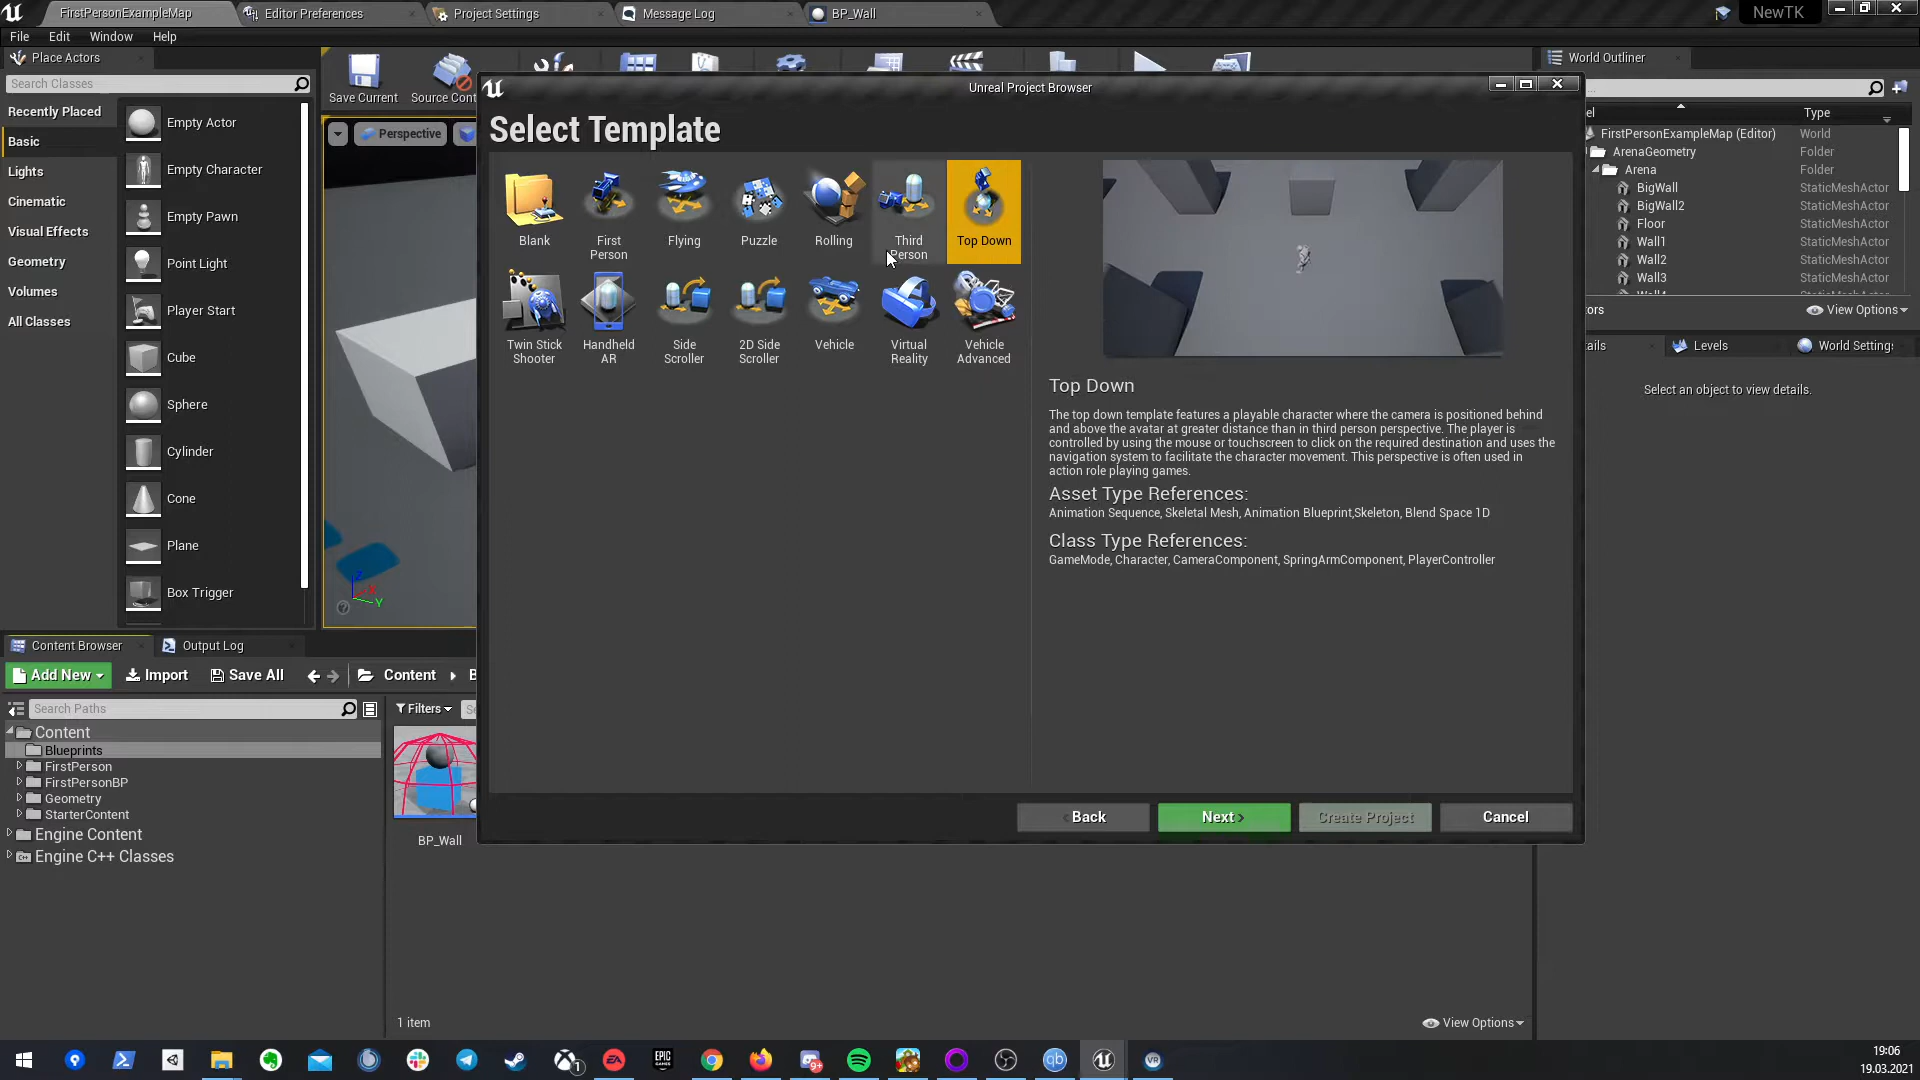 FirstPersonExampleMap
Editor Preferences
Project Settings
Message Log
BP_Wall
NewTK
File Edit Window Help
Place Actors
Search Classes
Recently Placed
Basic
Lights
Cinematic
Visual Effects
Geometry
Volumes
All Classes
Empty Actor
Empty Character
Empty Pawn
Point Light
Player Start
Cube
Sphere
Cylinder
Cone
Plane
Box Trigger
Save Current
Source Cont
Perspective
Unreal Project Browser
Select Template
Blank
First
Person
Flying
Puzzle
Rolling
Third
Person
Top Down
Twin Stick
Shooter
Handheld
AR
Side
Scroller
2D Side
Scroller
Vehicle
Virtual
Reality
Vehicle
Advanced
Top Down
The top down template features a playable character where the camera is positioned behind
and above the avatar at greater distance than in third person perspective. The player is
controlled by using the mouse or touchscreen to click on the required destination and uses the
navigation system to facilitate the character movement. This perspective is often used in
action role playing games.
Asset Type References:
Animation Sequence, Skeletal Mesh, Animation Blueprint,Skeleton, Blend Space 1D
Class Type References:
GameMode, Character, CameraComponent, SpringArmComponent, PlayerController
Back
Next
Create Project
Cancel
World Outliner
el Type
FirstPersonExampleMap (Editor) World
ArenaGeometry Folder
Arena Folder
BigWall StaticMeshActor
BigWall2 StaticMeshActor
Floor StaticMeshActor
Wall1 StaticMeshActor
Wall2 StaticMeshActor
Wall3 StaticMeshActor
ors View Options
ails Levels World Settings
Select an object to view details.
Content Browser
Output Log
Add New Import Save All Content B
Search Paths
Filters
Content
Blueprints
FirstPerson
FirstPersonBP
Geometry
StarterContent
Engine Content
Engine C++ Classes
BP_Wall
1 item
View Options
EA
EPIC
GAMES
9+
qb
VR
1
X
Y
Z
19:06
19.03.2021